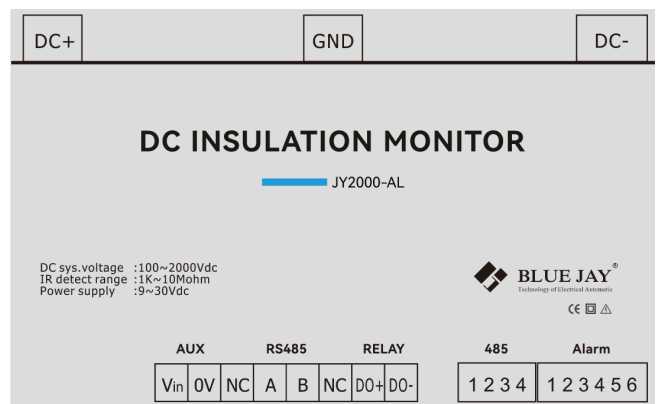 DC+ GND DC-
DC INSULATION MONITOR
JY2000-AL
DC sys.voltage :100~2000Vdc
IR detect range :1K~10Mohm
Power supply :9~30Vdc
BLUE JAY®
Technology of Electrical Automatic
CE
AUX RS485 RELAY 485 Alarm
Vin 0V NC A B NC DO+ DO- 1 2 3 4 1 2 3 4 5 6